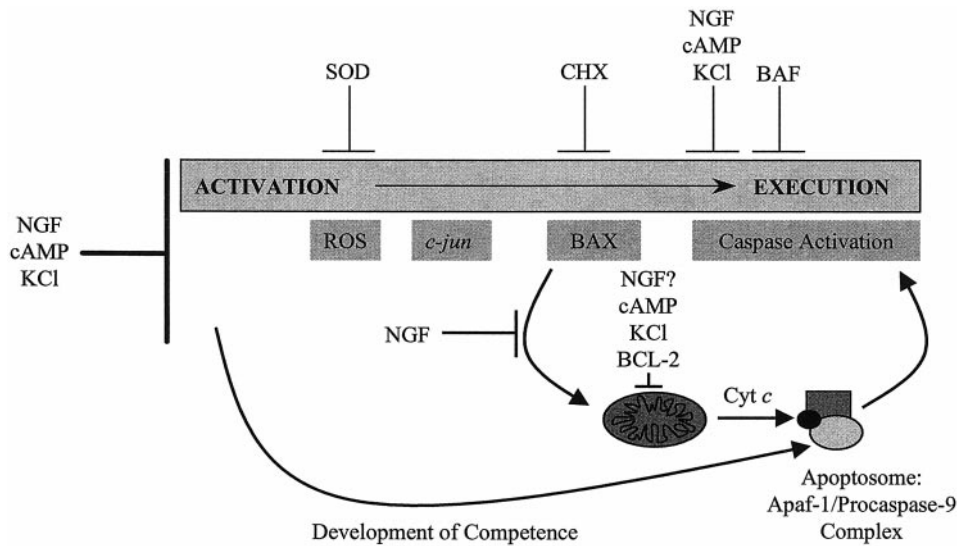 NGF
cAMP
KCl
SOD
CHX
BAF
ACTIVATION
EXECUTION
NGF
cAMP
KCl
ROS
c-jun
BAX
Caspase Activation
NGF?
cAMP
KCl
BCL-2
NGF
Cyt c
Apoptosome:
Apaf-1/Procaspase-9
Complex
Development of Competence